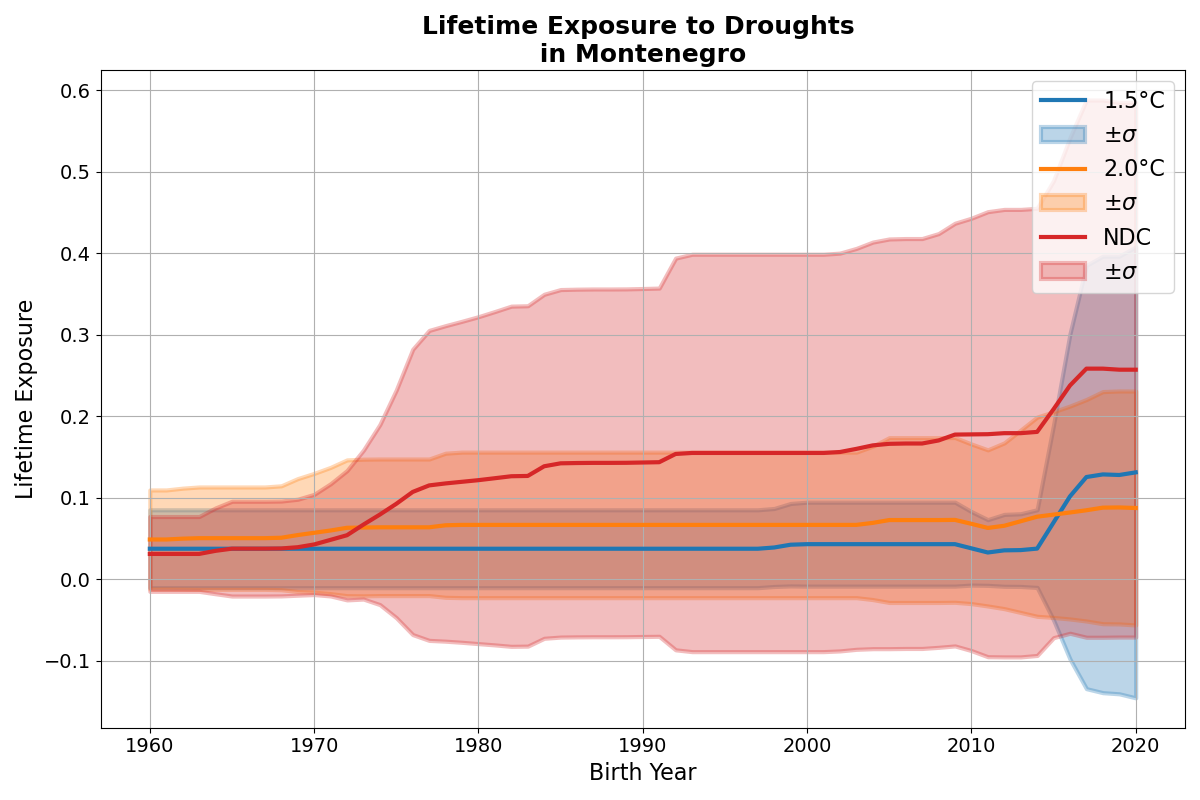 Lifetime Exposure to Droughts
in Montenegro
0.6
0.5
0.4
0.3
0.2
0.1
0.0
−0.1
Lifetime Exposure
1.5°C
±σ
2.0°C
±σ
NDC
±σ
1960
1970
1980
1990
2000
2010
2020
Birth Year